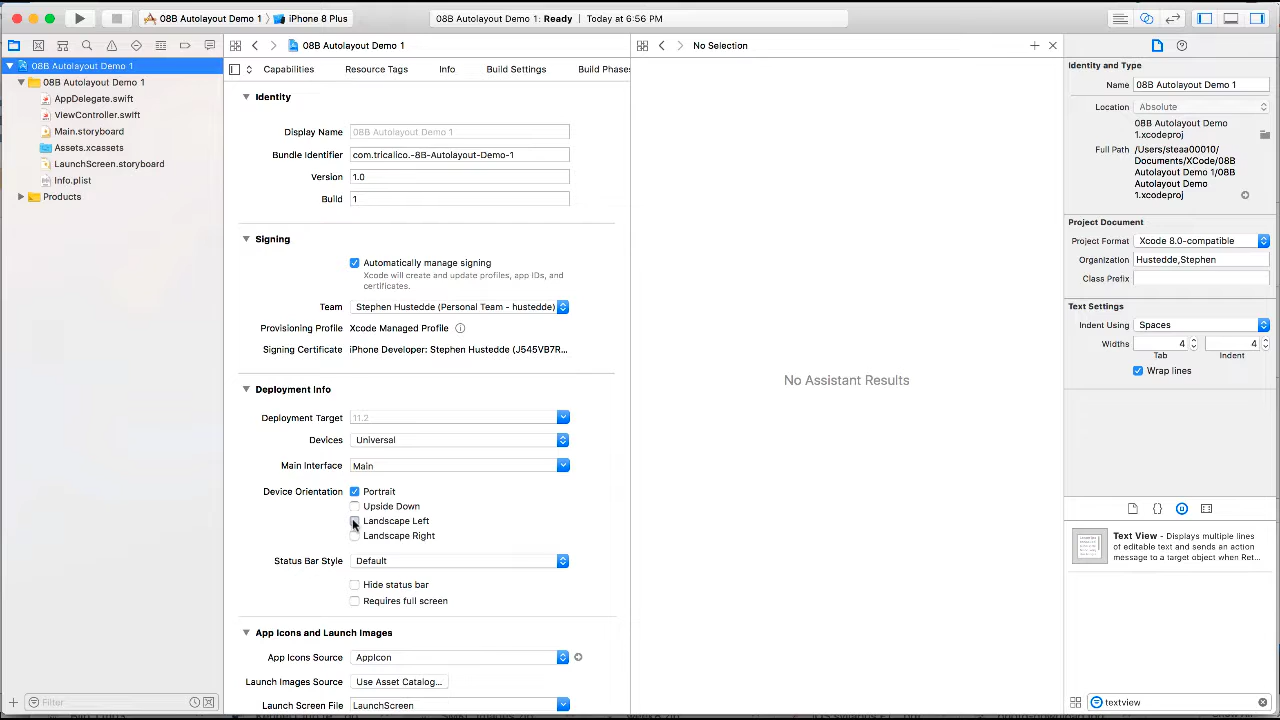 08B Autolayout Demo 1 iPhone 8 Plus
08B Autolayout Demo 1: Ready Today at 6:56 PM
08B Autolayout Demo 1
No Selection
08B Autolayout Demo 1
08B Autolayout Demo 1
AppDelegate.swift
ViewController.swift
Main.storyboard
Assets.xcassets
LaunchScreen.storyboard
Info.plist
Products
Filter
Capabilities Resource Tags Info Build Settings Build Phases
Identity
Display Name 08B Autolayout Demo 1
Bundle Identifier com.tricalico.-8B-Autolayout-Demo-1
Version 1.0
Build 1
Signing
Automatically manage signing
Xcode will create and update profiles, app IDs, and
certificates.
Team Stephen Hustedde (Personal Team - hustedde)
Provisioning Profile Xcode Managed Profile
Signing Certificate iPhone Developer: Stephen Hustedde (J545VB7R...
Deployment Info
Deployment Target 11.2
Devices Universal
Main Interface Main
Device Orientation Portrait
Upside Down
Landscape Left
Landscape Right
Status Bar Style Default
Hide status bar
Requires full screen
App Icons and Launch Images
App Icons Source AppIcon
Launch Images Source Use Asset Catalog...
Launch Screen File LaunchScreen
No Assistant Results
Identity and Type
Name 08B Autolayout Demo 1
Location Absolute
08B Autolayout Demo
1.xcodeproj
Full Path /Users/steaa00010/
Documents/XCode/08B
Autolayout Demo 1/08B
Autolayout Demo
1.xcodeproj
Project Document
Project Format Xcode 8.0-compatible
Organization Hustedde,Stephen
Class Prefix
Text Settings
Indent Using Spaces
Widths 4 4
Tab Indent
Wrap lines
Text View - Displays multiple
lines of editable text and sends an action
message to a target object when Ret...
textview